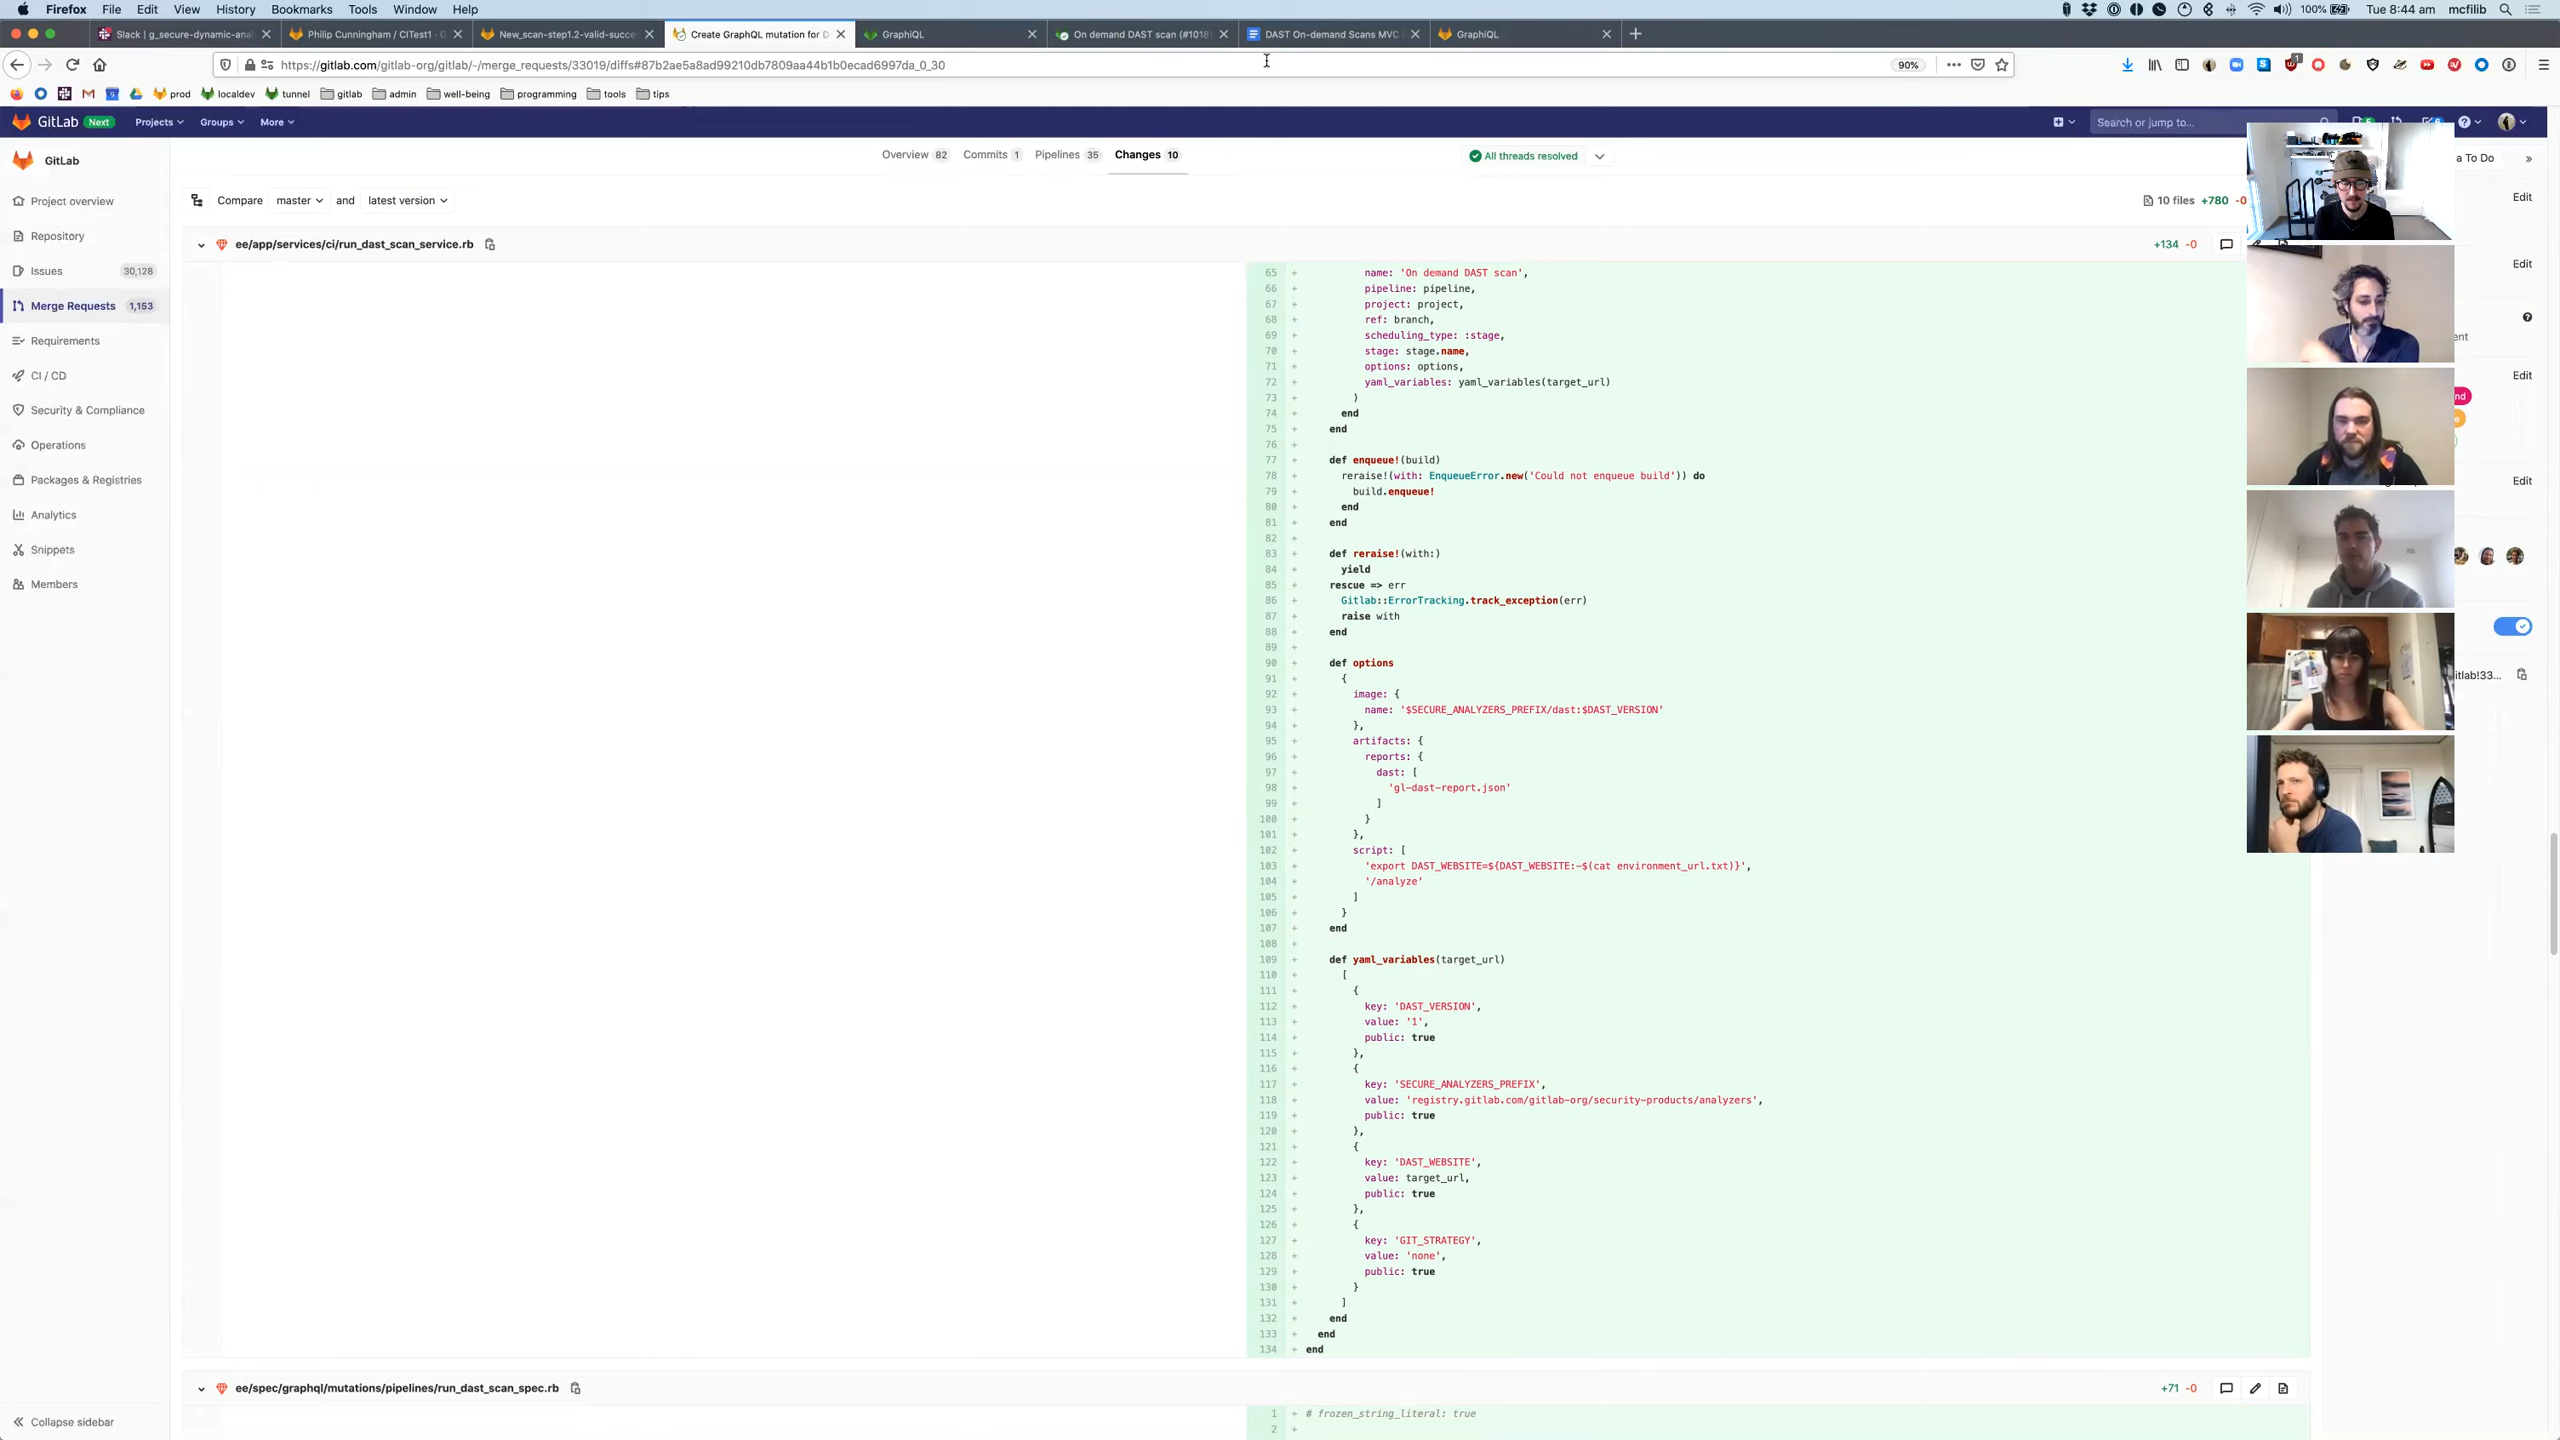 Firefox File Edit View History Bookmarks Tools Window Help 100% Tue 8:44 am mcfilib
Slack | g_secure-dynamic-anal Philip Cunningham / CITest1 · G New_scan-step1.2-valid-succe Create GraphQL mutation for D GraphiQL On demand DAST scan (#1018 DAST On-demand Scans MVC GraphiQL
https://gitlab.com/gitlab-org/gitlab/-/merge_requests/33019/diffs#87b2ae5a8ad99210db7809aa44b1b0ecad6997da_0_30 90%
prod localdev tunnel gitlab admin well-being programming tools tips
GitLab Next Projects Groups More Search or jump to...
GitLab
Project overview
Repository
Issues 30,128
Merge Requests 1,153
Requirements
CI / CD
Security & Compliance
Operations
Packages & Registries
Analytics
Snippets
Members
Collapse sidebar
Overview 82 Commits 1 Pipelines 35 Changes 10 All threads resolved
Compare master and latest version 10 files +780 -0
ee/app/services/ci/run_dast_scan_service.rb +134 -0
65 + name: 'On demand DAST scan',
66 + pipeline: pipeline,
67 + project: project,
68 + ref: branch,
69 + scheduling_type: :stage,
70 + stage: stage.name,
71 + options: options,
72 + yaml_variables: yaml_variables(target_url)
73 + )
74 + end
75 + end
76 +
77 + def enqueue!(build)
78 + reraise!(with: EnqueueError.new('Could not enqueue build')) do
79 + build.enqueue!
80 + end
81 + end
82 +
83 + def reraise!(with:)
84 + yield
85 + rescue => err
86 + Gitlab::ErrorTracking.track_exception(err)
87 + raise with
88 + end
89 +
90 + def options
91 + {
92 + image: {
93 + name: '$SECURE_ANALYZERS_PREFIX/dast:$DAST_VERSION'
94 + },
95 + artifacts: {
96 + reports: {
97 + dast: [
98 + 'gl-dast-report.json'
99 + ]
100 + }
101 + },
102 + script: [
103 + 'export DAST_WEBSITE=${DAST_WEBSITE:-$(cat environment_url.txt)}',
104 + '/analyze'
105 + ]
106 + }
107 + end
108 +
109 + def yaml_variables(target_url)
110 + [
111 + {
112 + key: 'DAST_VERSION',
113 + value: '1',
114 + public: true
115 + },
116 + {
117 + key: 'SECURE_ANALYZERS_PREFIX',
118 + value: 'registry.gitlab.com/gitlab-org/security-products/analyzers',
119 + public: true
120 + },
121 + {
122 + key: 'DAST_WEBSITE',
123 + value: target_url,
124 + public: true
125 + },
126 + {
127 + key: 'GIT_STRATEGY',
128 + value: 'none',
129 + public: true
130 + }
131 + ]
132 + end
133 + end
134 + end
ee/spec/graphql/mutations/pipelines/run_dast_scan_spec.rb +71 -0
1 + # frozen_string_literal: true
2 +
a To Do
Edit
Edit
ent
Edit
nd
Edit
itlab!33...